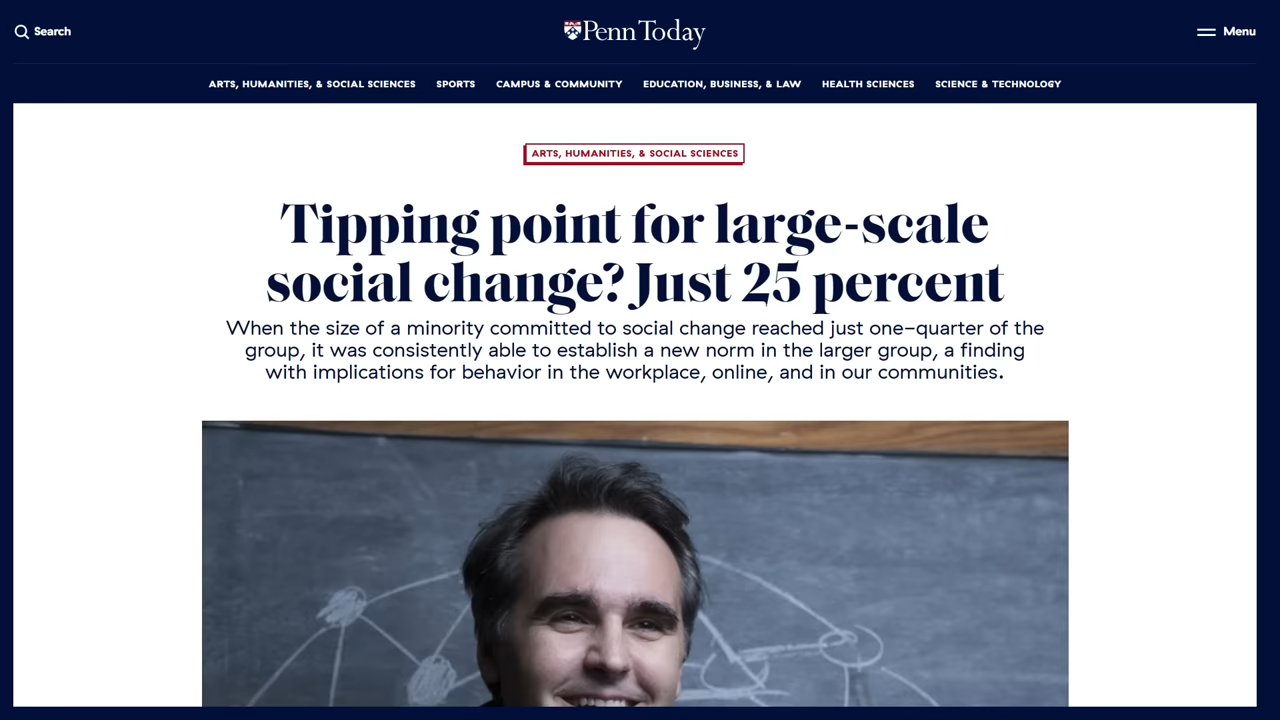 Search
Penn Today
Menu
ARTS, HUMANITIES, & SOCIAL SCIENCES
SPORTS
CAMPUS & COMMUNITY
EDUCATION, BUSINESS, & LAW
HEALTH SCIENCES
SCIENCE & TECHNOLOGY
ARTS, HUMANITIES, & SOCIAL SCIENCES
Tipping point for large-scale
social change? Just 25 percent
When the size of a minority committed to social change reached just one-quarter of the
group, it was consistently able to establish a new norm in the larger group, a finding
with implications for behavior in the workplace, online, and in our communities.